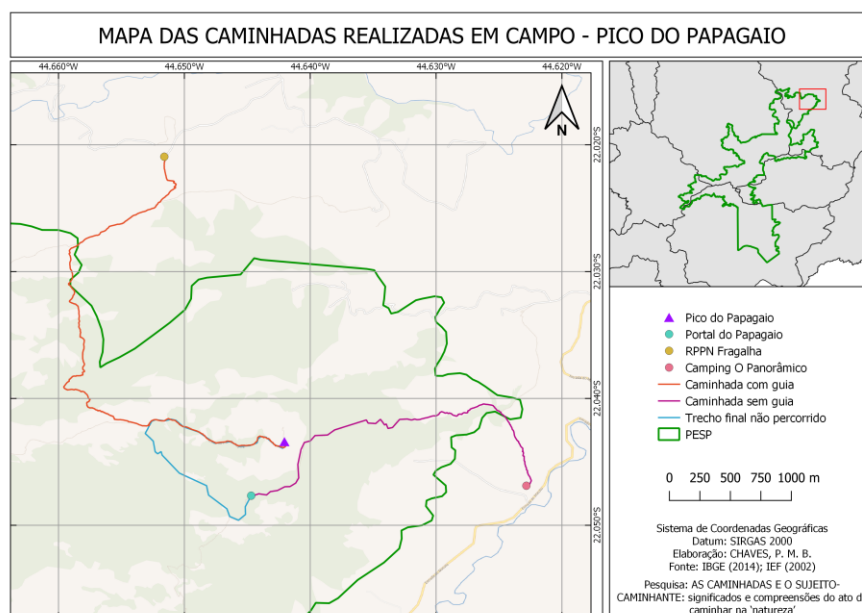 MAPA DAS CAMINHADAS REALIZADAS EM CAMPO - PICO DO PAPAGAIO
44.660°W 44.650°W 44.640°W 44.630°W 44.620°W
N
22.020°S
22.030°S
22.040°S
22.050°S
Pico do Papagaio
Portal do Papagaio
RPPN Fragalha
Camping O Panorâmico
Caminhada com guia
Caminhada sem guia
Trecho final não percorrido
PESP
0 250 500 750 1000 m
Sistema de Coordenadas Geográficas
Datum: SIRGAS 2000
Elaboração: CHAVES, P. M. B.
Fonte: IBGE (2014); IEF (2002)
Pesquisa: AS CAMINHADAS E O SUJEITO-
CAMINHANTE: significados e compreensões do ato d
caminhar na 'natureza'